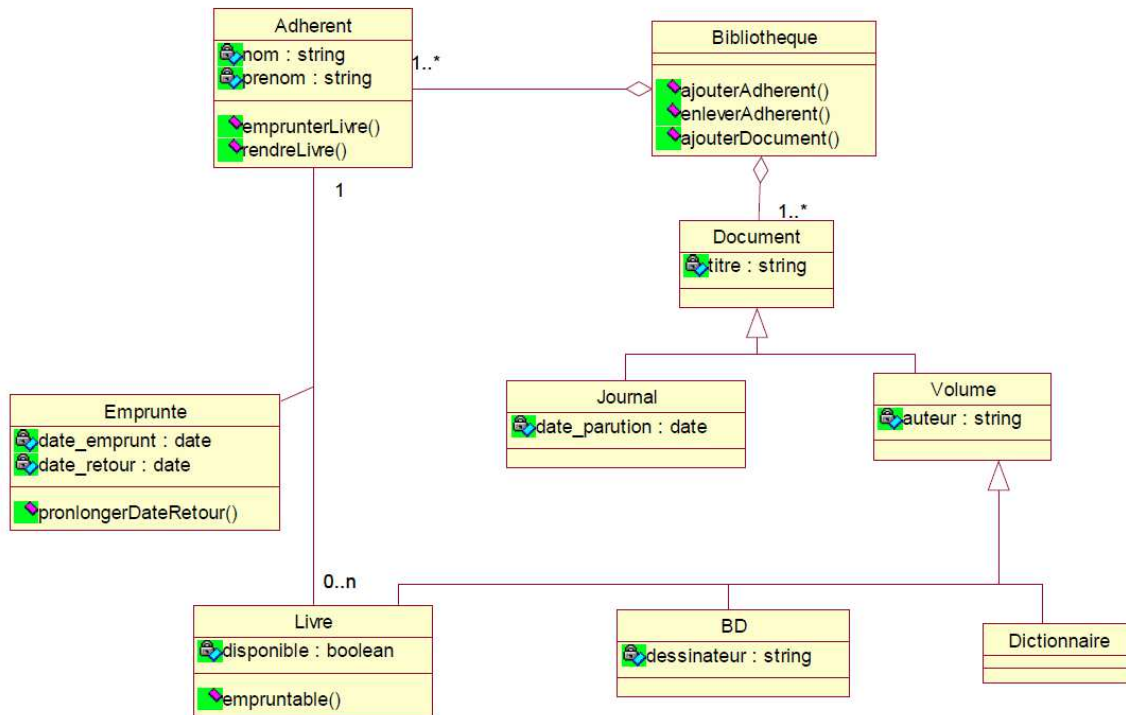 Adherent
nom : string
prenom : string
emprunterLivre()
rendreLivre()
1..*
Bibliotheque
ajouterAdherent()
enleverAdherent()
ajouterDocument()
1
1..*
Document
titre : string
Journal
date_parution : date
Volume
auteur : string
Emprunte
date_emprunt : date
date_retour : date
pronlongerDateRetour()
0..n
Livre
disponible : boolean
empruntable()
BD
dessinateur : string
Dictionnaire